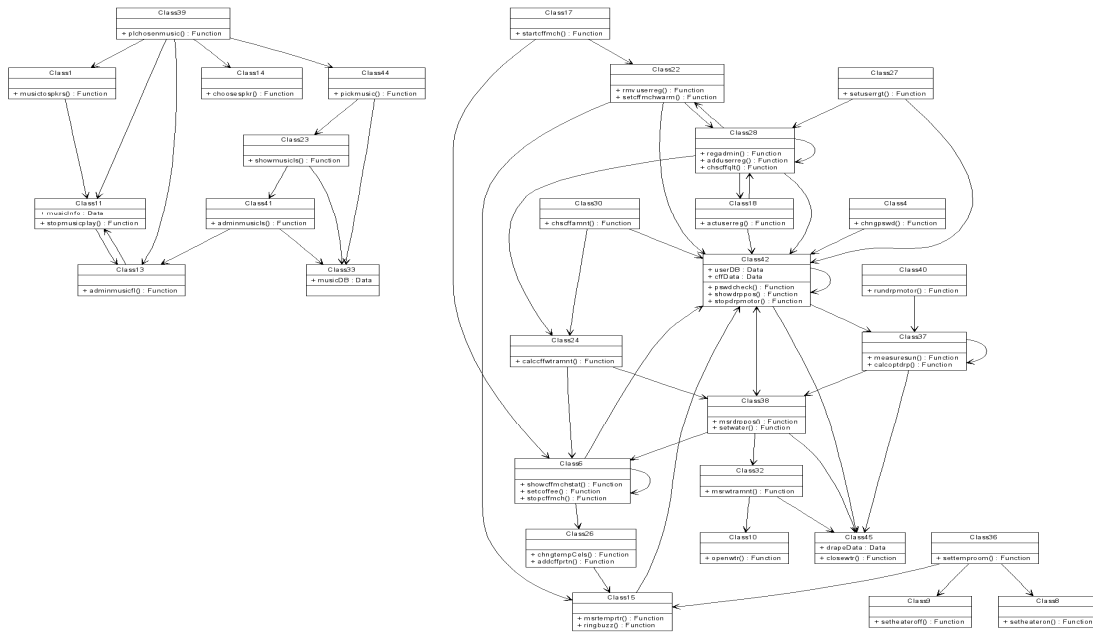 Class39
+ plchosenmusic() : Function
Class17
+ startcffmch() : Function
Class1
+ musictospkrs() : Function
Class14
+ choosespkr() : Function
Class44
+ pickmusic() : Function
Class22
+ rmvuserreg() : Function
+ setcffmchwarm() : Function
Class27
+ setuserrgt() : Function
Class23
+ showmusicls() : Function
Class28
+ regadmin() : Function
+ adduserreg() : Function
+ chscffqlt() : Function
Class11
+ musicInfo : Data
+ stopmusicplay() : Function
Class41
+ adminmusicls() : Function
Class30
+ chscffamnt() : Function
Class18
+ actuserreg() : Function
Class4
+ chngpswd() : Function
Class13
+ adminmusicfl() : Function
Class33
+ musicDB : Data
Class42
+ userDB : Data
+ cffData : Data
+ pswdcheck() : Function
+ showdrppos() : Function
+ stopdrpmotor() : Function
Class40
+ rundrpmotor() : Function
Class24
+ calccffwtramnt() : Function
Class37
+ measuresun() : Function
+ calcoptdrp() : Function
Class38
+ msrdrppos() : Function
+ setwater() : Function
Class6
+ showcffmchstat() : Function
+ setcoffee() : Function
+ stopcffmch() : Function
Class32
+ msrwtramnt() : Function
Class26
+ chngtempCels() : Function
+ addcffprtn() : Function
Class10
+ openwtr() : Function
Class45
+ drapeData : Data
+ closewtr() : Function
Class36
+ settemproom() : Function
Class15
+ msrtemprtr() : Function
+ ringbuzz() : Function
Class9
+ setheateroff() : Function
Class8
+ setheateron() : Function